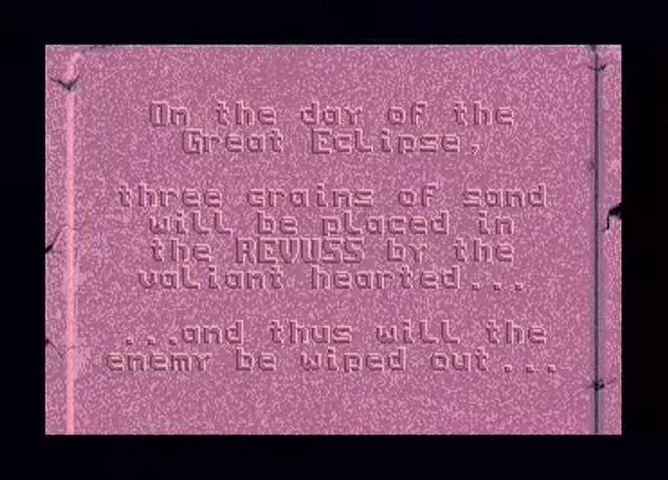 On the day of the
Great Eclipse,
three grains of sand
will be placed in
the REVUSS by the
valiant hearted...
...and thus will the
enemy be wiped out...